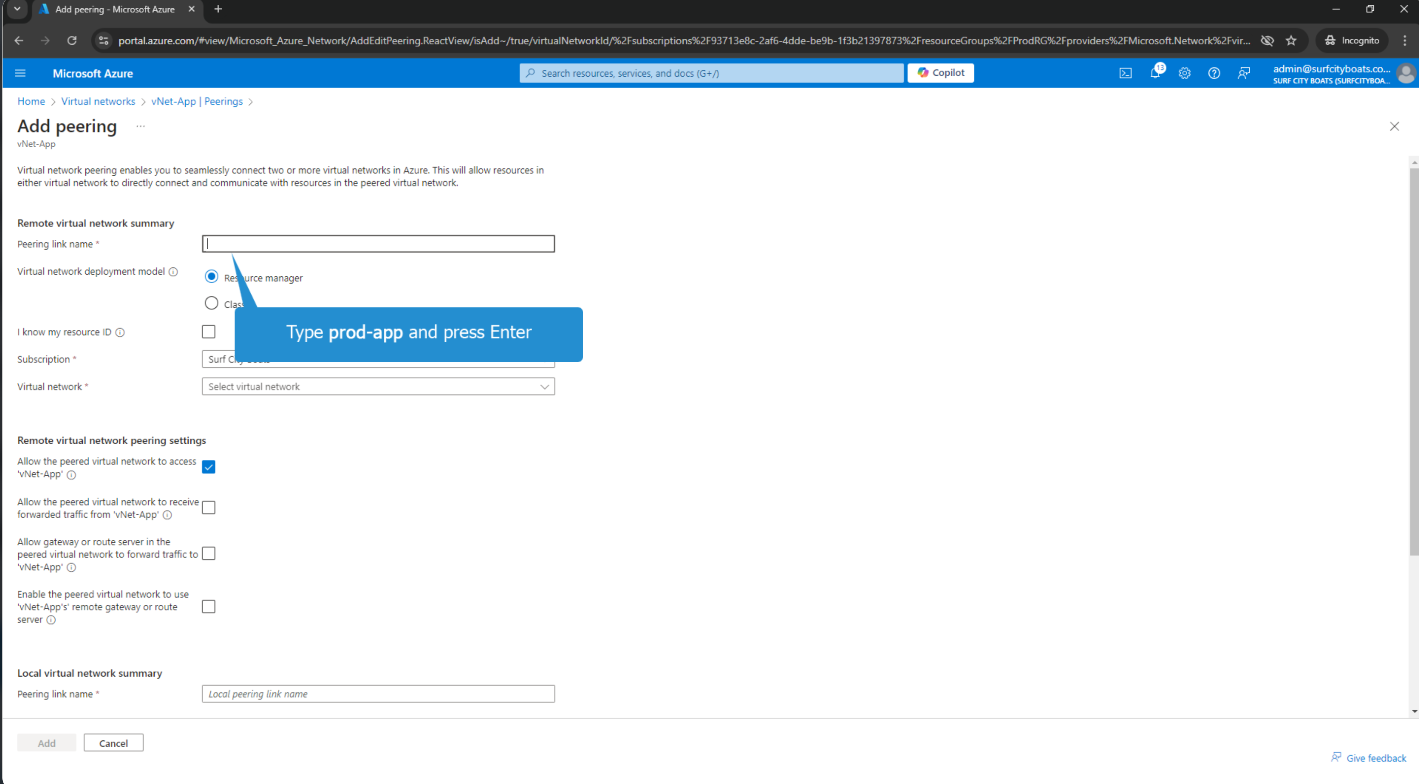 Add peering - Microsoft Azure
portal.azure.com/#view/Microsoft_Azure_Network/AddEditPeering.ReactView/isAdd~/true/virtualNetworkId/%2Fsubscriptions%2F93713e8c-2af6-4dde-be9b-1f3b21397873%2FresourceGroups%2FProdRG%2Fproviders%2FMicrosoft.Network%2Fvir...
Incognito
Microsoft Azure
Search resources, services, and docs (G+/)
Copilot
13
admin@surfcityboats.co...
SURF CITY BOATS (SURFCITYBOA...
Home > Virtual networks > vNet-App | Peerings >
Add peering ...
vNet-App
Virtual network peering enables you to seamlessly connect two or more virtual networks in Azure. This will allow resources in
either virtual network to directly connect and communicate with resources in the peered virtual network.
Remote virtual network summary
Peering link name *
Virtual network deployment model
Resource manager
Clas
Type prod-app and press Enter
I know my resource ID
Subscription *
Surf City Boats
Virtual network *
Select virtual network
Remote virtual network peering settings
Allow the peered virtual network to access
'vNet-App'
Allow the peered virtual network to receive
forwarded traffic from 'vNet-App'
Allow gateway or route server in the
peered virtual network to forward traffic to
'vNet-App'
Enable the peered virtual network to use
'vNet-App's' remote gateway or route
server
Local virtual network summary
Peering link name *
Local peering link name
Add
Cancel
Give feedback